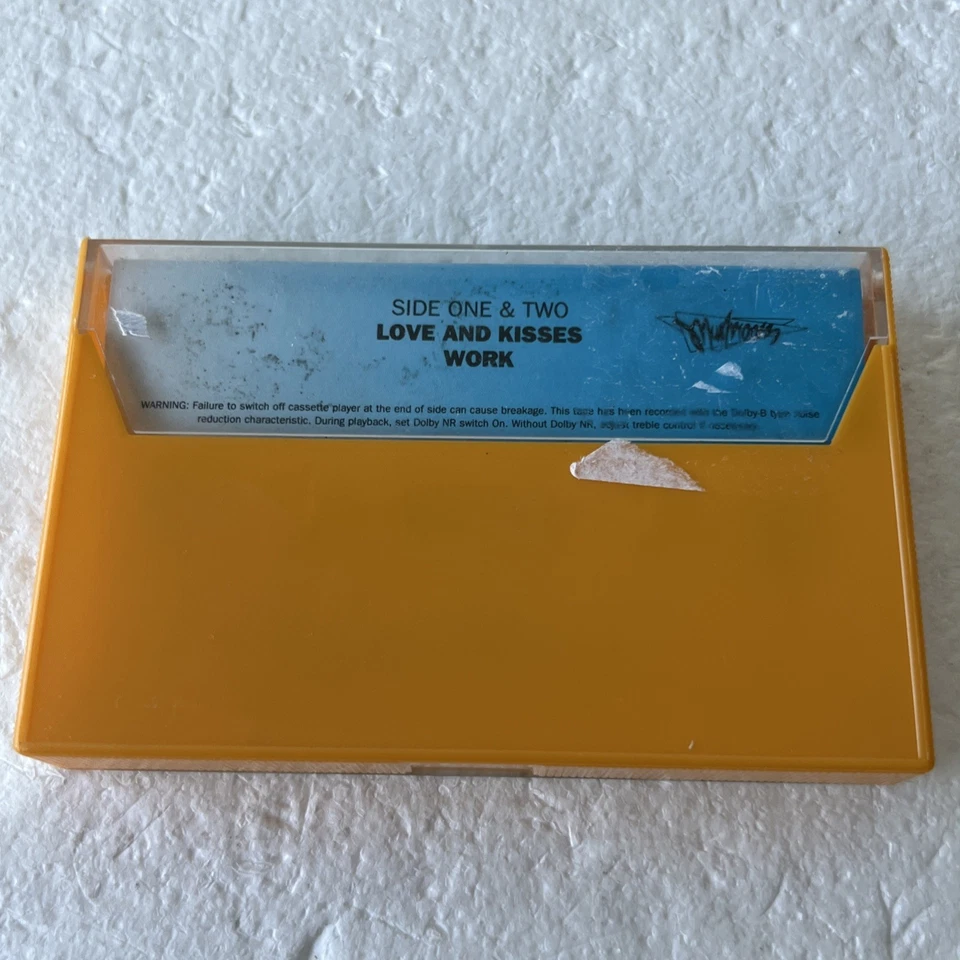 SIDE ONE & TWO
LOVE AND KISSES
WORK
WARNING: Failure to switch off cassette player at the end of side can cause breakage. This tape has been recorded with the Dolby-B type noise
reduction characteristic. During playback, set Dolby NR switch On. Without Dolby NR, adjust treble control if necessary.